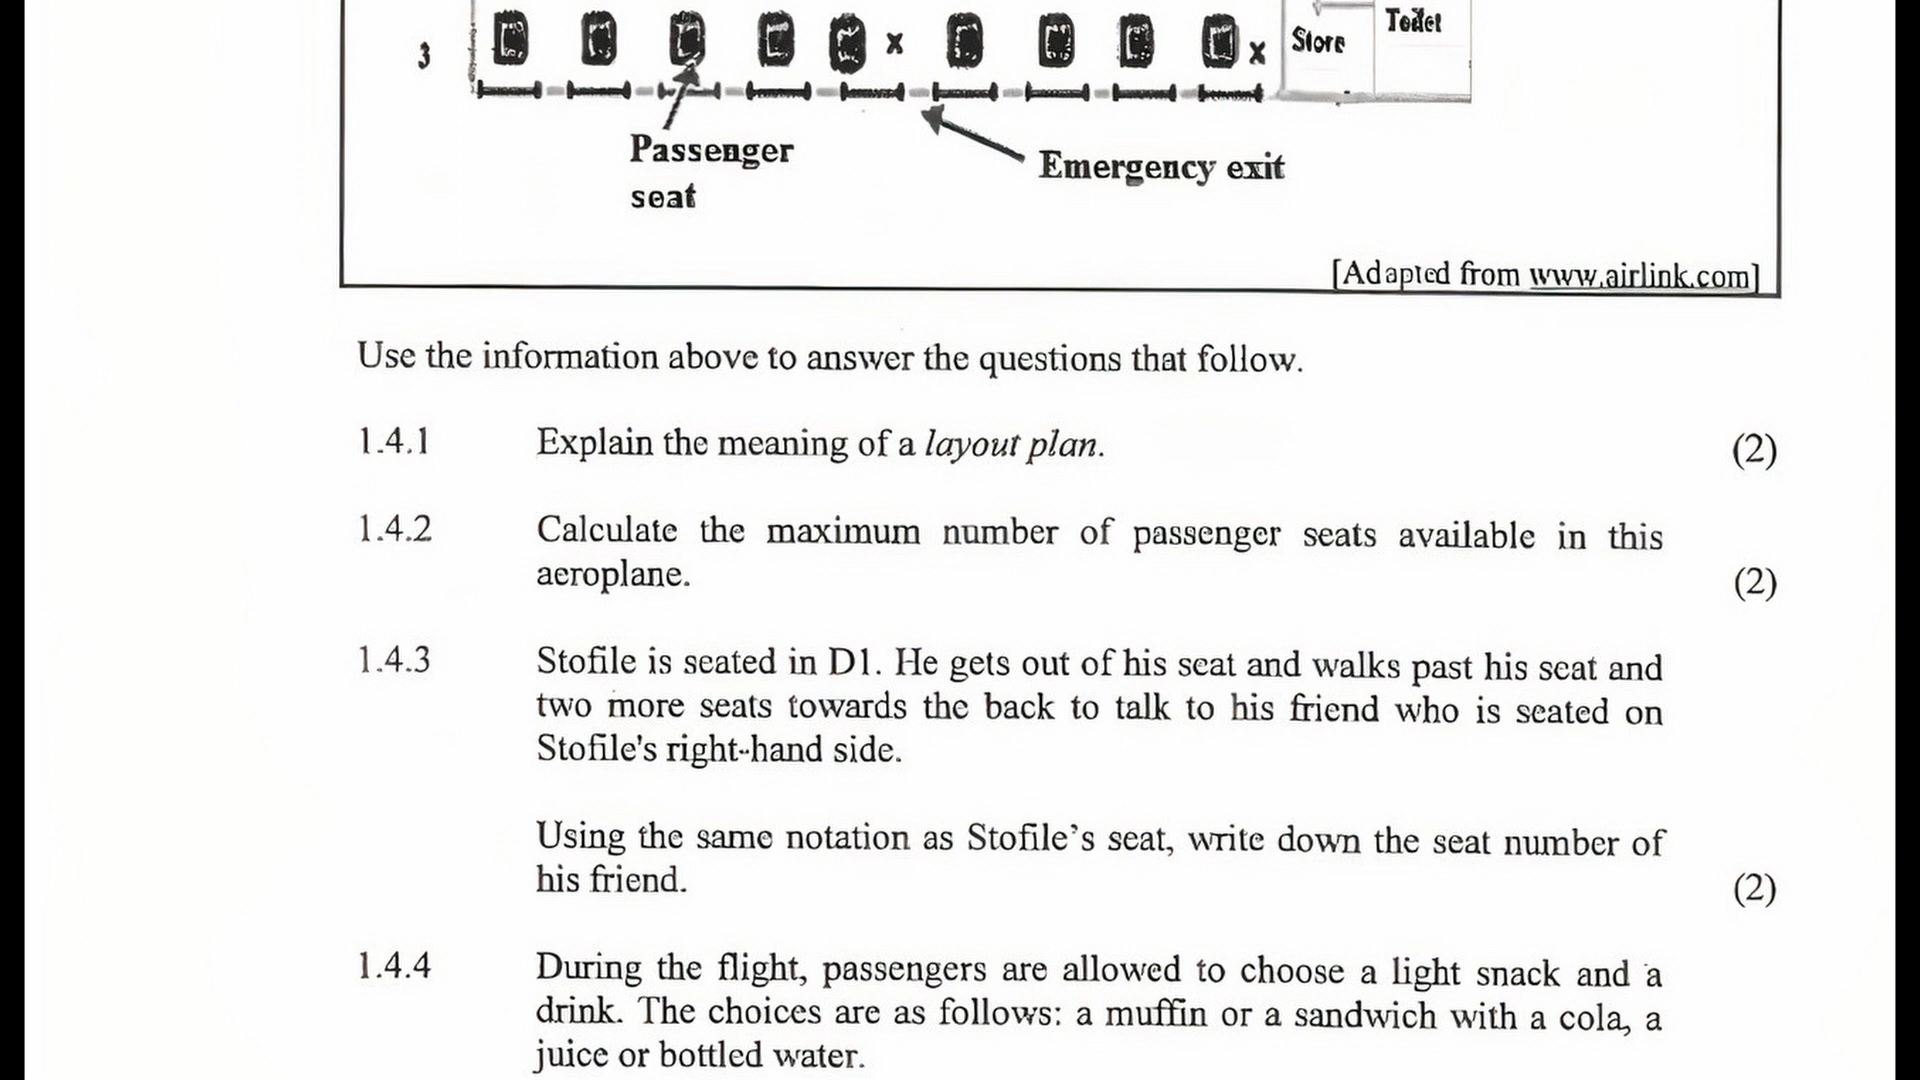 3
x
x
Store
Toilet
Passenger
seat
Emergency exit
[Adapted from www.airlink.com]
Use the information above to answer the questions that follow.
1.4.1 Explain the meaning of a layout plan. (2)
1.4.2 Calculate the maximum number of passenger seats available in this
aeroplane. (2)
1.4.3 Stofile is seated in D1. He gets out of his seat and walks past his seat and
two more seats towards the back to talk to his friend who is seated on
Stofile's right-hand side.
Using the same notation as Stofile's seat, write down the seat number of
his friend. (2)
1.4.4 During the flight, passengers are allowed to choose a light snack and a
drink. The choices are as follows: a muffin or a sandwich with a cola, a
juice or bottled water.